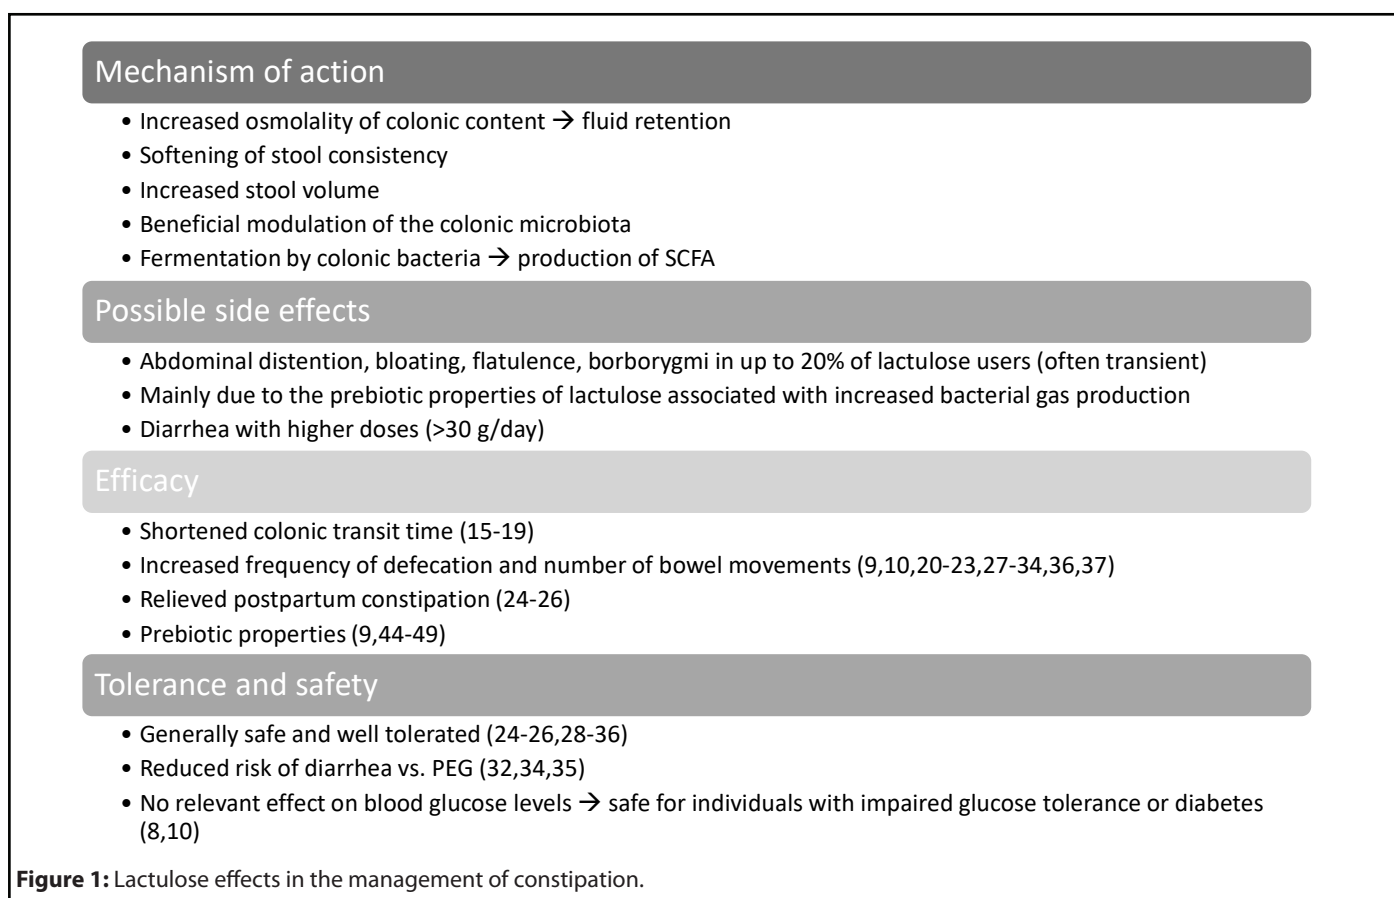 Mechanism of action
• Increased osmolality of colonic content → fluid retention
• Softening of stool consistency
• Increased stool volume
• Beneficial modulation of the colonic microbiota
• Fermentation by colonic bacteria → production of SCFA
Possible side effects
• Abdominal distention, bloating, flatulence, borborygmi in up to 20% of lactulose users (often transient)
• Mainly due to the prebiotic properties of lactulose associated with increased bacterial gas production
• Diarrhea with higher doses (>30 g/day)
Efficacy
• Shortened colonic transit time (15-19)
• Increased frequency of defecation and number of bowel movements (9,10,20-23,27-34,36,37)
• Relieved postpartum constipation (24-26)
• Prebiotic properties (9,44-49)
Tolerance and safety
• Generally safe and well tolerated (24-26,28-36)
• Reduced risk of diarrhea vs. PEG (32,34,35)
• No relevant effect on blood glucose levels → safe for individuals with impaired glucose tolerance or diabetes
(8,10)
Figure 1: Lactulose effects in the management of constipation.